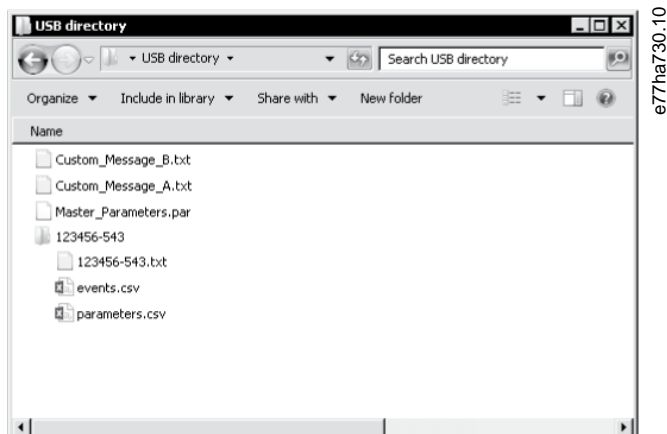 USB directory
USB directory
Search USB directory
Organize
Include in library
Share with
New folder
Name
Custom_Message_B.txt
Custom_Message_A.txt
Master_Parameters.par
123456-543
123456-543.txt
events.csv
parameters.csv
e77ha730.10